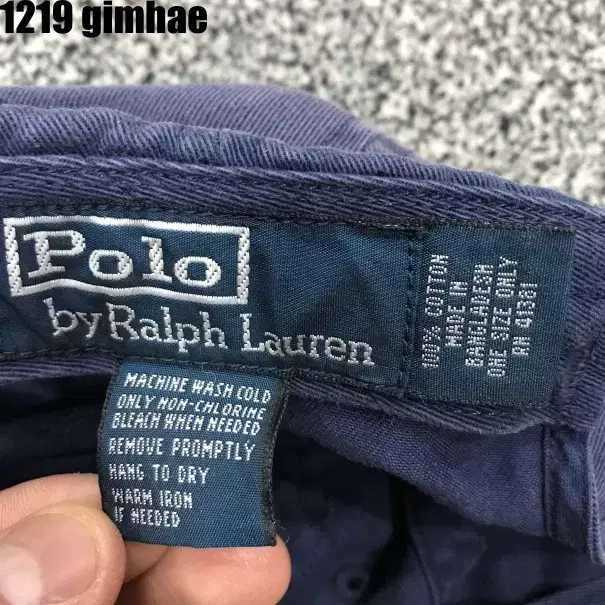 1219 gimhae
Polo
by Ralph Lauren
100% COTTON
MADE IN
BANGLADESH
ONE SIZE ONLY
RN 41381
MACHINE WASH COLD
ONLY NON-CHLORINE
BLEACH WHEN NEEDED
REMOVE PROMPTLY
HANG TO DRY
WARM IRON
IF NEEDED